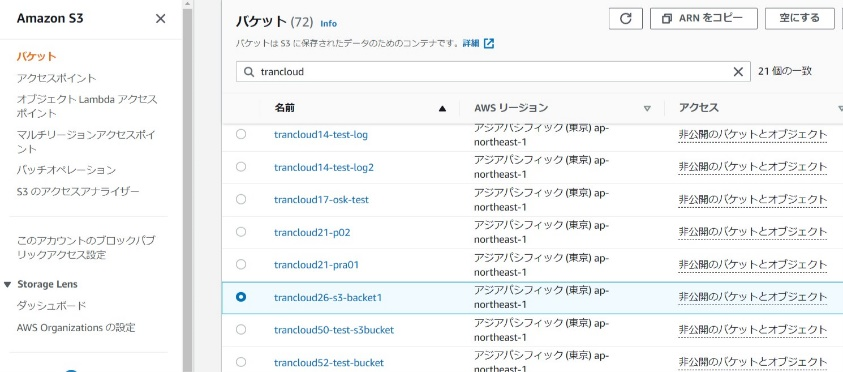 Amazon S3
バケット
アクセスポイント
オブジェクト Lambda アクセス
ポイント
マルチリージョンアクセスポイ
ント
バッチオペレーション
S3 のアクセスアナライザー
このアカウントのブロックパブ
リックアクセス設定
Storage Lens
ダッシュボード
AWS Organizations の設定
バケット (72) Info
ARN をコピー
空にする
バケットは S3 に保存されたデータのためのコンテナです。詳細
trancloud
21 個の一致
名前 AWS リージョン アクセス
trancloud14-test-log アジアパシフィック (東京) ap-
northeast-1 非公開のバケットとオブジェクト
trancloud14-test-log2 アジアパシフィック (東京) ap-
northeast-1 非公開のバケットとオブジェクト
trancloud17-osk-test アジアパシフィック (東京) ap-
northeast-1 非公開のバケットとオブジェクト
trancloud21-p02 アジアパシフィック (東京) ap-
northeast-1 非公開のバケットとオブジェクト
trancloud21-pra01 アジアパシフィック (東京) ap-
northeast-1 非公開のバケットとオブジェクト
trancloud26-s3-backet1 アジアパシフィック (東京) ap-
northeast-1 非公開のバケットとオブジェクト
trancloud50-test-s3bucket アジアパシフィック (東京) ap-
northeast-1 非公開のバケットとオブジェクト
trancloud52-test-bucket アジアパシフィック (東京) ap-
northeast-1 非公開のバケットとオブジェクト